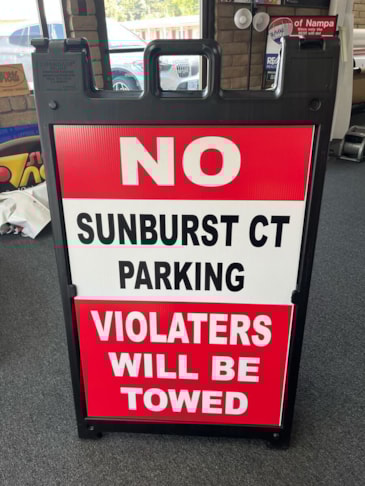 of Nampa
NO
SUNBURST CT
PARKING
VIOLATERS
WILL BE
TOWED